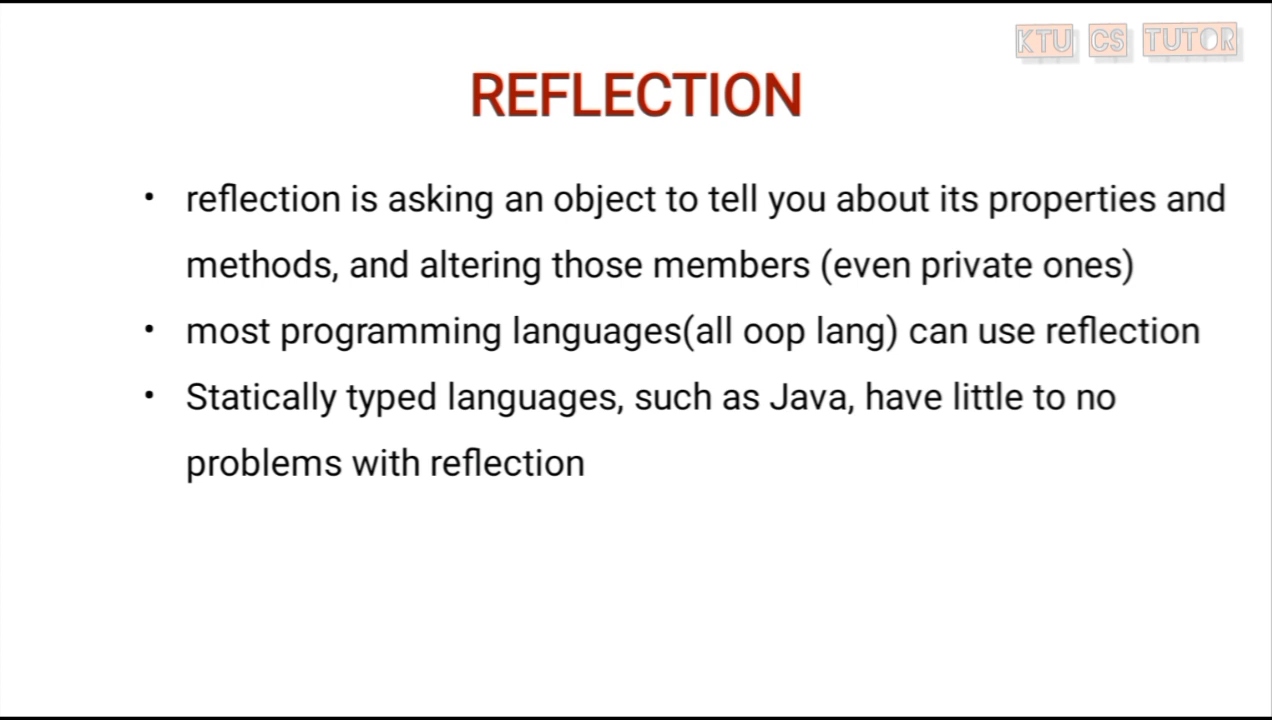 KTU CS TUTOR
REFLECTION
• reflection is asking an object to tell you about its properties and
methods, and altering those members (even private ones)
• most programming languages(all oop lang) can use reflection
• Statically typed languages, such as Java, have little to no
problems with reflection